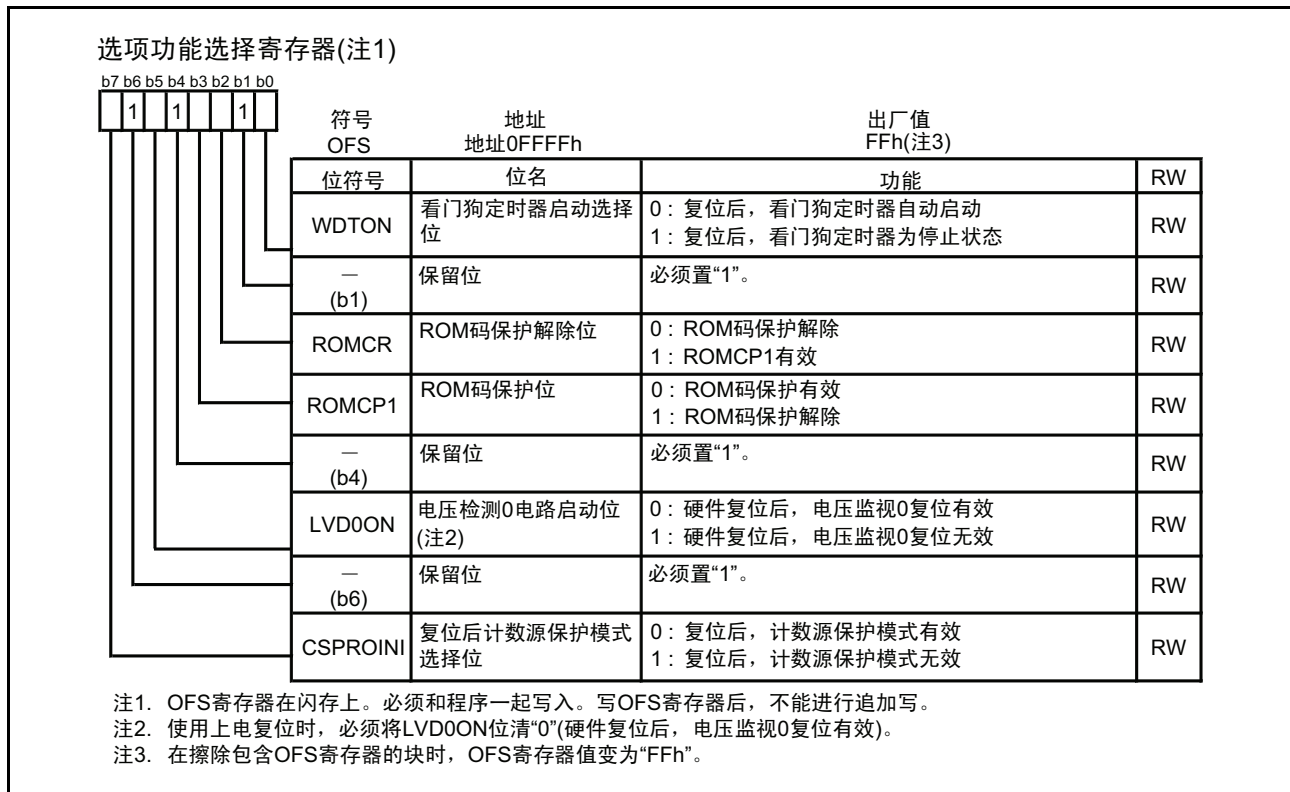 选项功能选择寄存器(注1)
b7 b6 b5 b4 b3 b2 b1 b0
1 1 1
符号 地址 出厂值
OFS 地址0FFFFh FFh(注3)
位符号 位名 功能 RW
WDTON 看门狗定时器启动选择位 0：复位后，看门狗定时器自动启动 RW
1：复位后，看门狗定时器为停止状态
— (b1) 保留位 必须置“1”。 RW
ROMCR ROM码保护解除位 0：ROM码保护解除 RW
1：ROMCP1有效
ROMCP1 ROM码保护位 0：ROM码保护有效 RW
1：ROM码保护解除
— (b4) 保留位 必须置“1”。 RW
LVD0ON 电压检测0电路启动位(注2) 0：硬件复位后，电压监视0复位有效 RW
1：硬件复位后，电压监视0复位无效
— (b6) 保留位 必须置“1”。 RW
CSPROINI 复位后计数源保护模式选择位 0：复位后，计数源保护模式有效 RW
1：复位后，计数源保护模式无效
注1. OFS寄存器在闪存上。必须和程序一起写入。写OFS寄存器后，不能进行追加写。
注2. 使用上电复位时，必须将LVD0ON位清“0”(硬件复位后，电压监视0复位有效)。
注3. 在擦除包含OFS寄存器的块时，OFS寄存器值变为“FFh”。